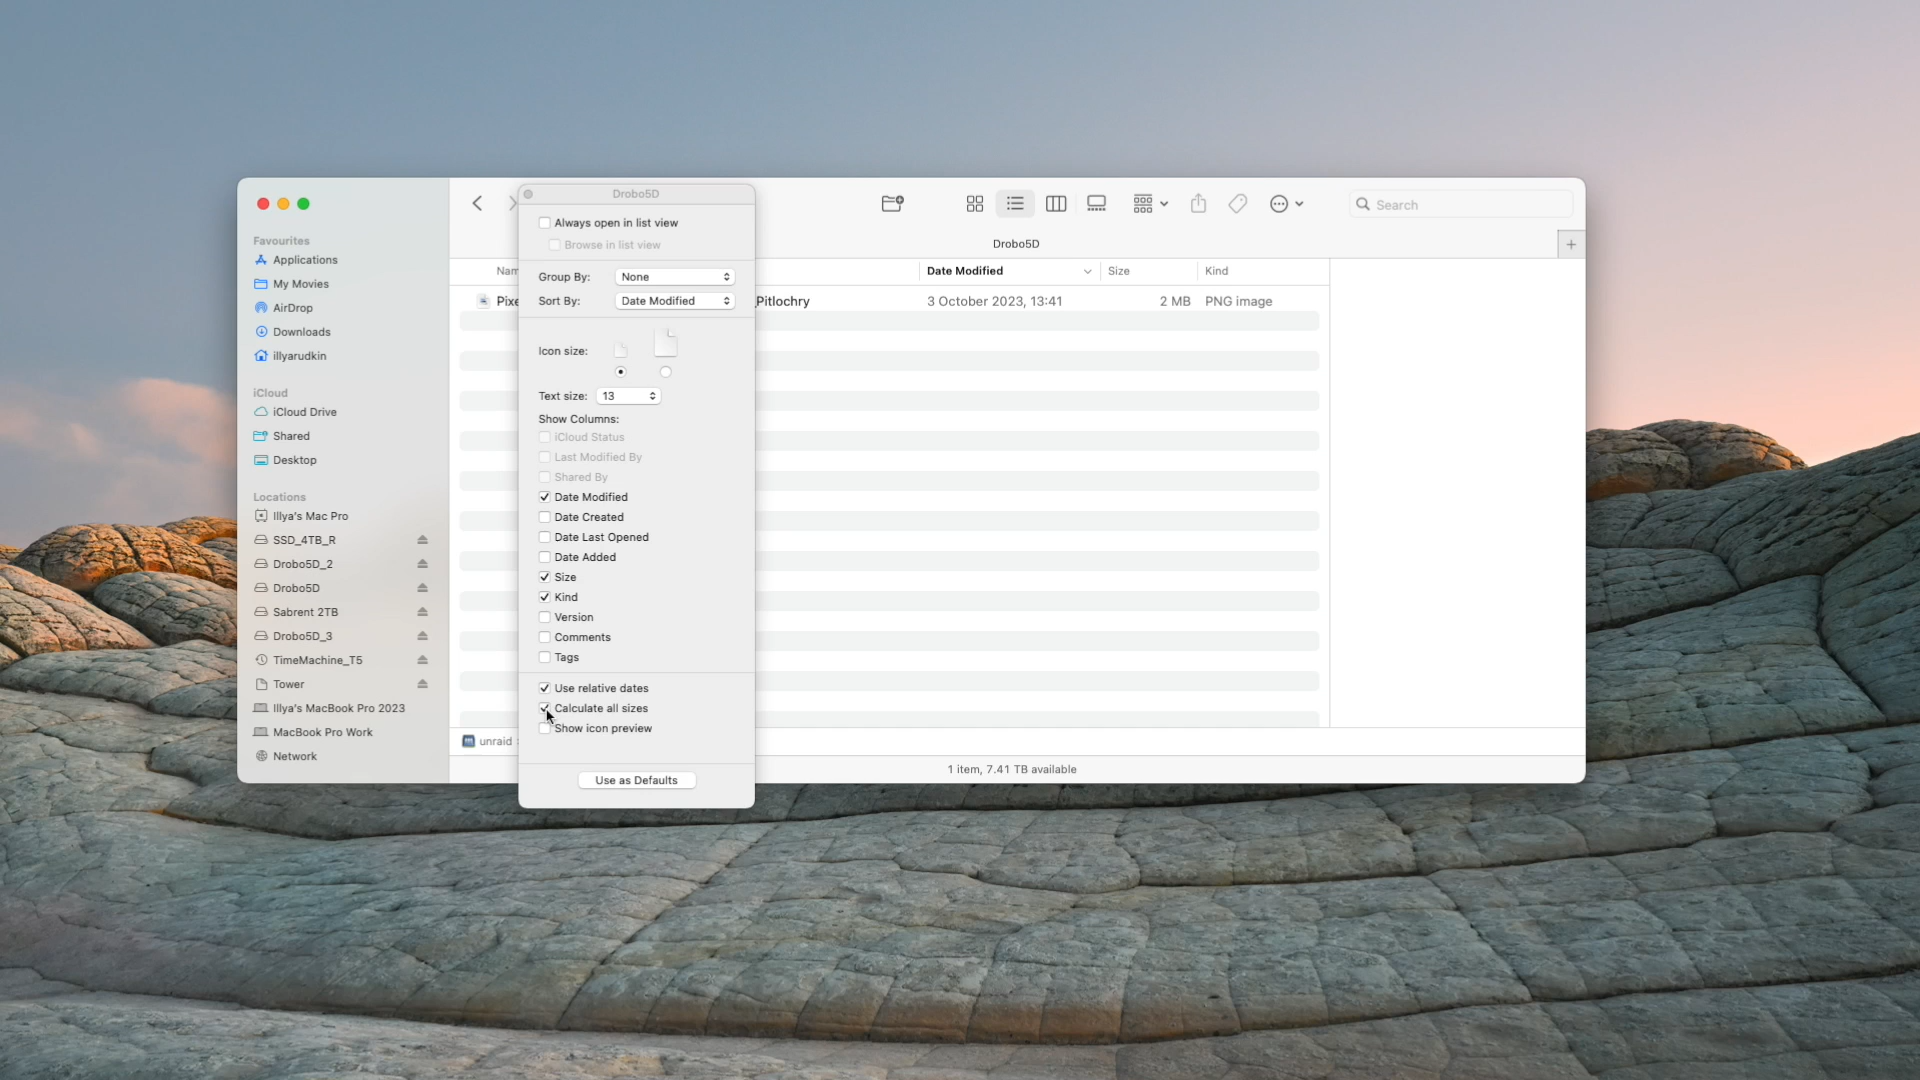 Drobo5D
Search
Drobo5D
Favourites
Applications
My Movies
AirDrop
Downloads
illyarudkin
iCloud
iCloud Drive
Shared
Desktop
Locations
Illya's Mac Pro
SSD_4TB_R
Drobo5D_2
Drobo5D
Sabrent 2TB
Drobo5D_3
TimeMachine_T5
Tower
Illya's MacBook Pro 2023
MacBook Pro Work
Network
Always open in list view
Browse in list view
Group By: None
Sort By: Date Modified
Icon size:
Text size: 13
Show Columns:
iCloud Status
Last Modified By
Shared By
Date Modified
Date Created
Date Last Opened
Date Added
Size
Kind
Version
Comments
Tags
Use relative dates
Calculate all sizes
Show icon preview
Use as Defaults
Date Modified Size Kind
Pitlochry 3 October 2023, 13:41 2 MB PNG image
unraid
1 item, 7.41 TB available